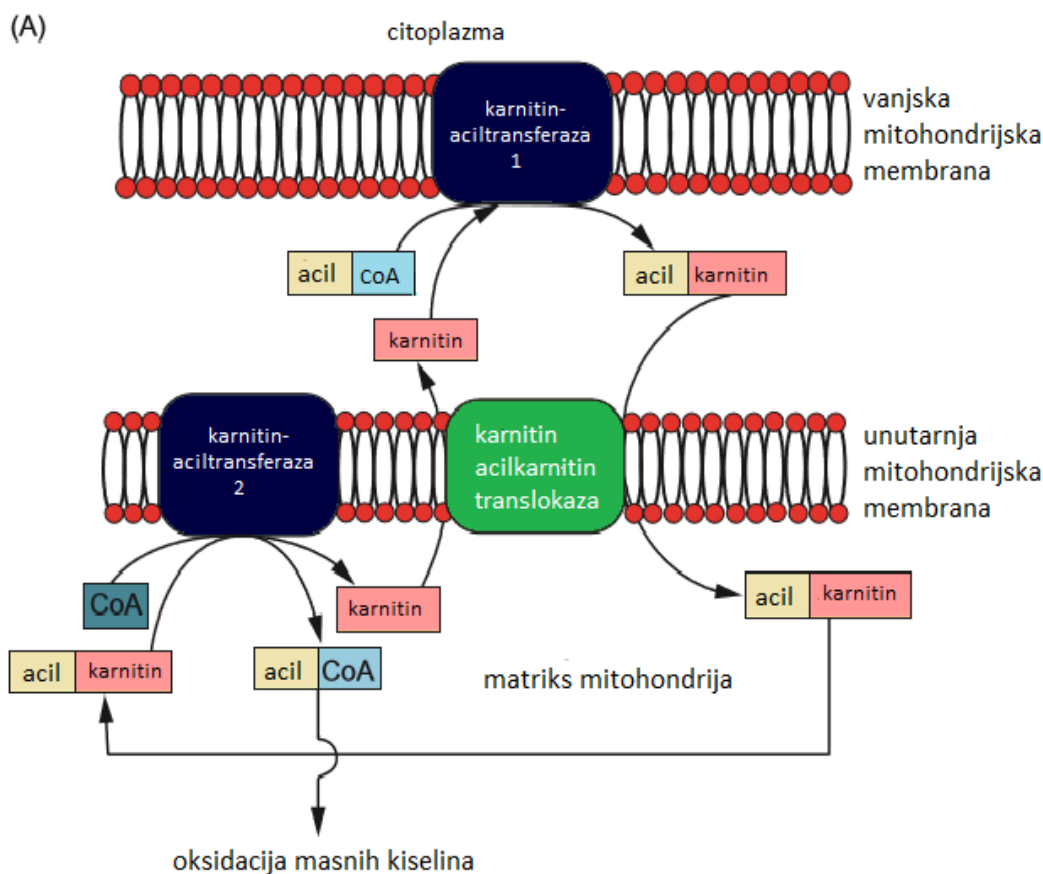 (A)
citoplazma
karnitin-
aciltransferaza
1
vanjska
mitohondrijska
membrana
acil CoA
acil karnitin
karnitin
karnitin-
aciltransferaza
2
karnitin
acilkarnitin
translokaza
unutarnja
mitohondrijska
membrana
CoA
karnitin
acil karnitin
acil karnitin
acil CoA
matriks mitohondrija
oksidacija masnih kiselina